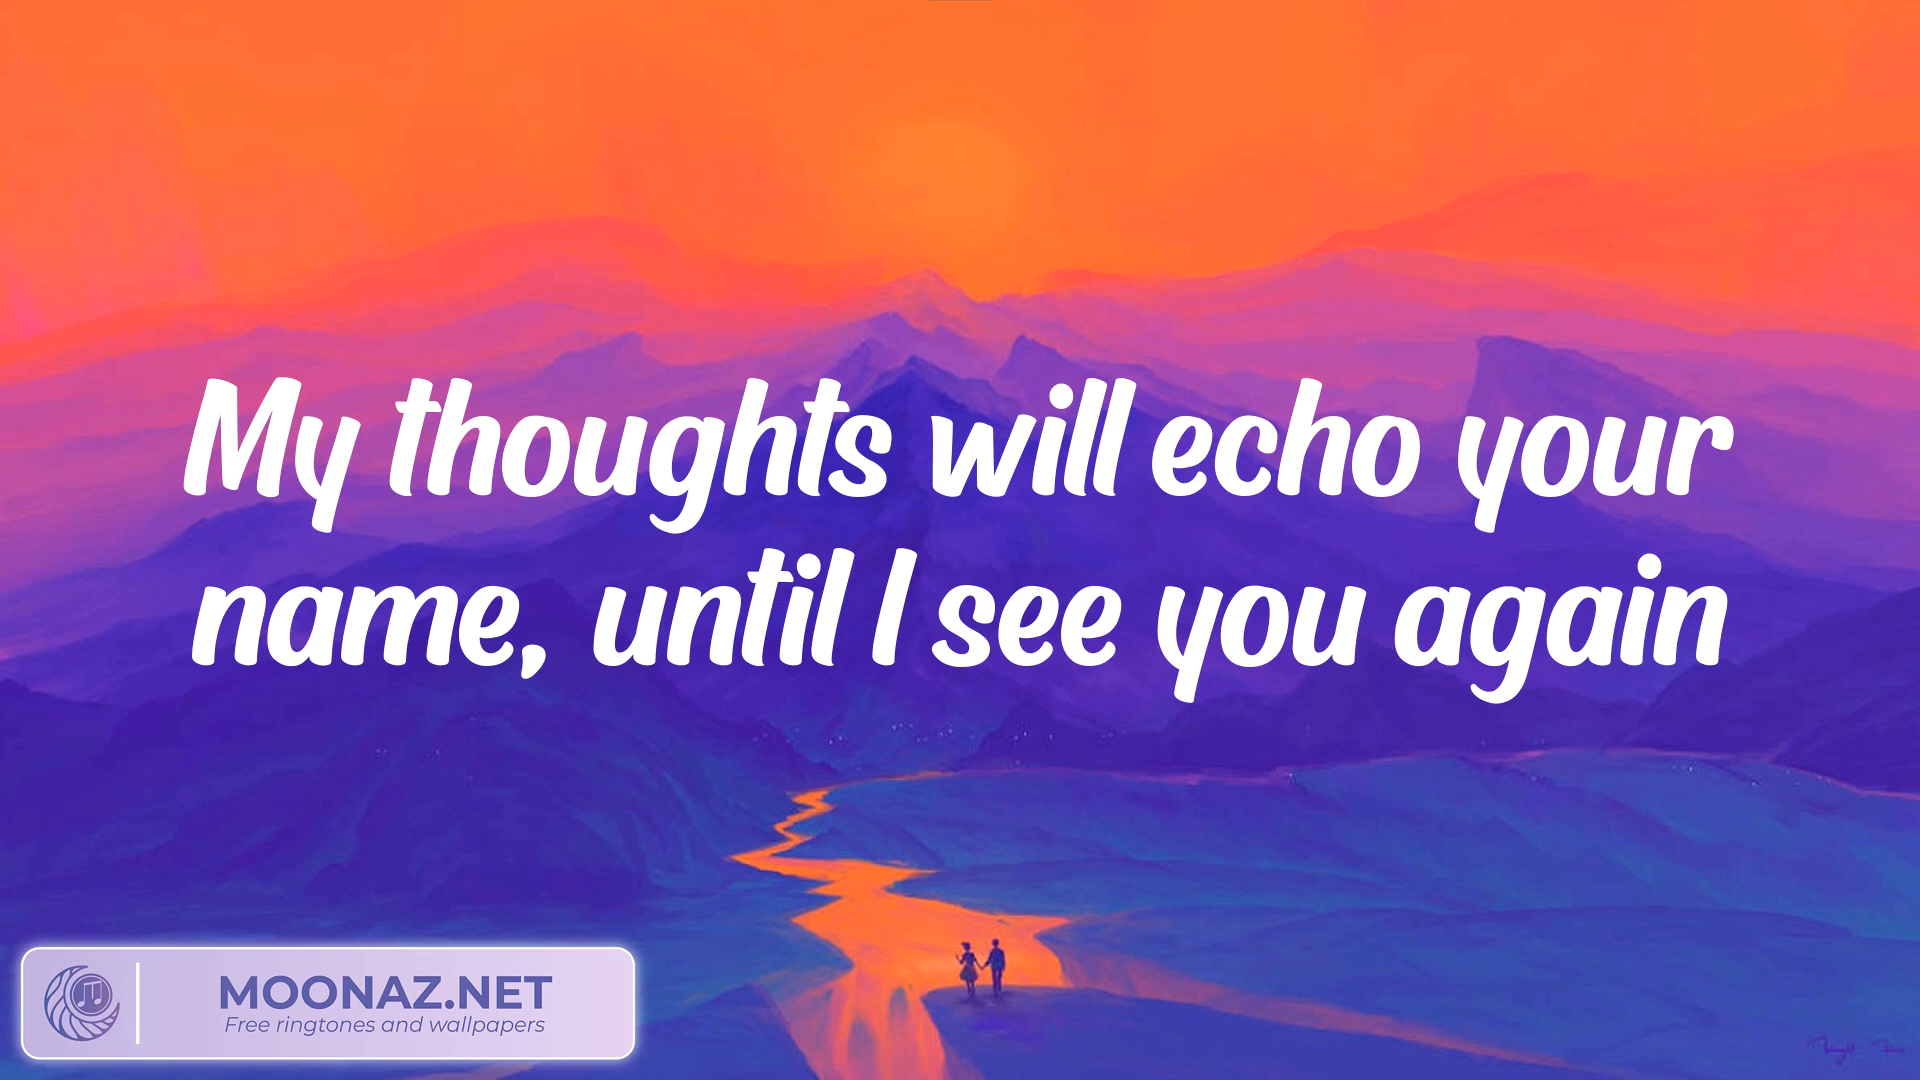 My thoughts will echo your
name, until I see you again
MOONAZ.NET
Free ringtones and wallpapers